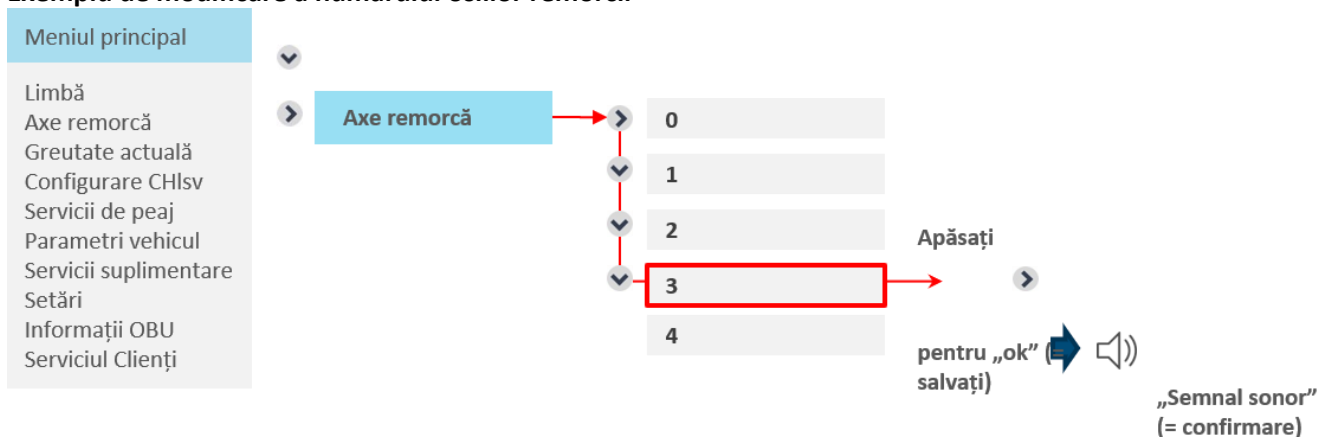 Meniul principal
Limbă
Axe remorcă
Greutate actuală
Configurare CHlsv
Servicii de peaj
Parametri vehicul
Servicii suplimentare
Setări
Informații OBU
Serviciul Clienți
Axe remorcă
0
1
2
3
4
Apăsați
pentru „ok” (=
salvați)
„Semnal sonor”
(= confirmare)